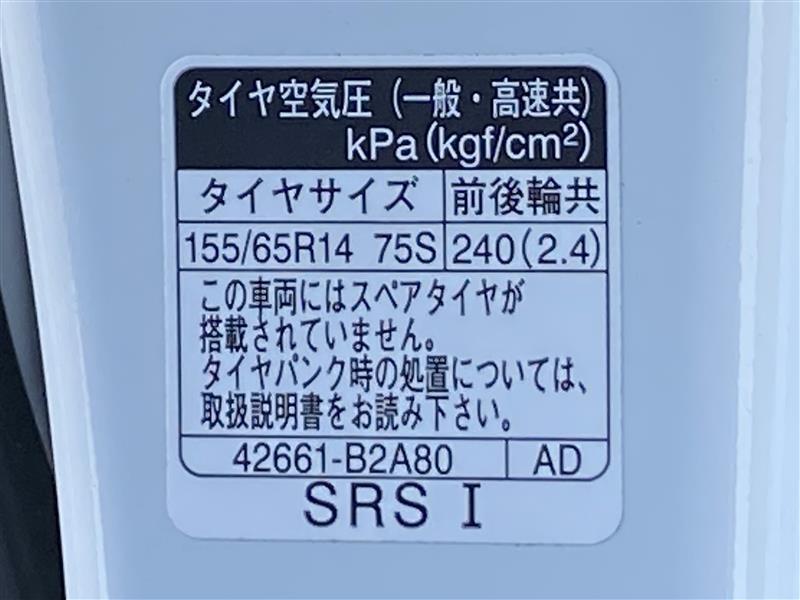 タイヤ空気圧（一般・高速共）
kPa(kgf/cm²)
タイヤサイズ 前後輪共
155/65R14 75S 240(2.4)
この車両にはスペアタイヤが
搭載されていません。
タイヤパンク時の処置については、
取扱説明書をお読み下さい。
42661-B2A80 AD
SRS I